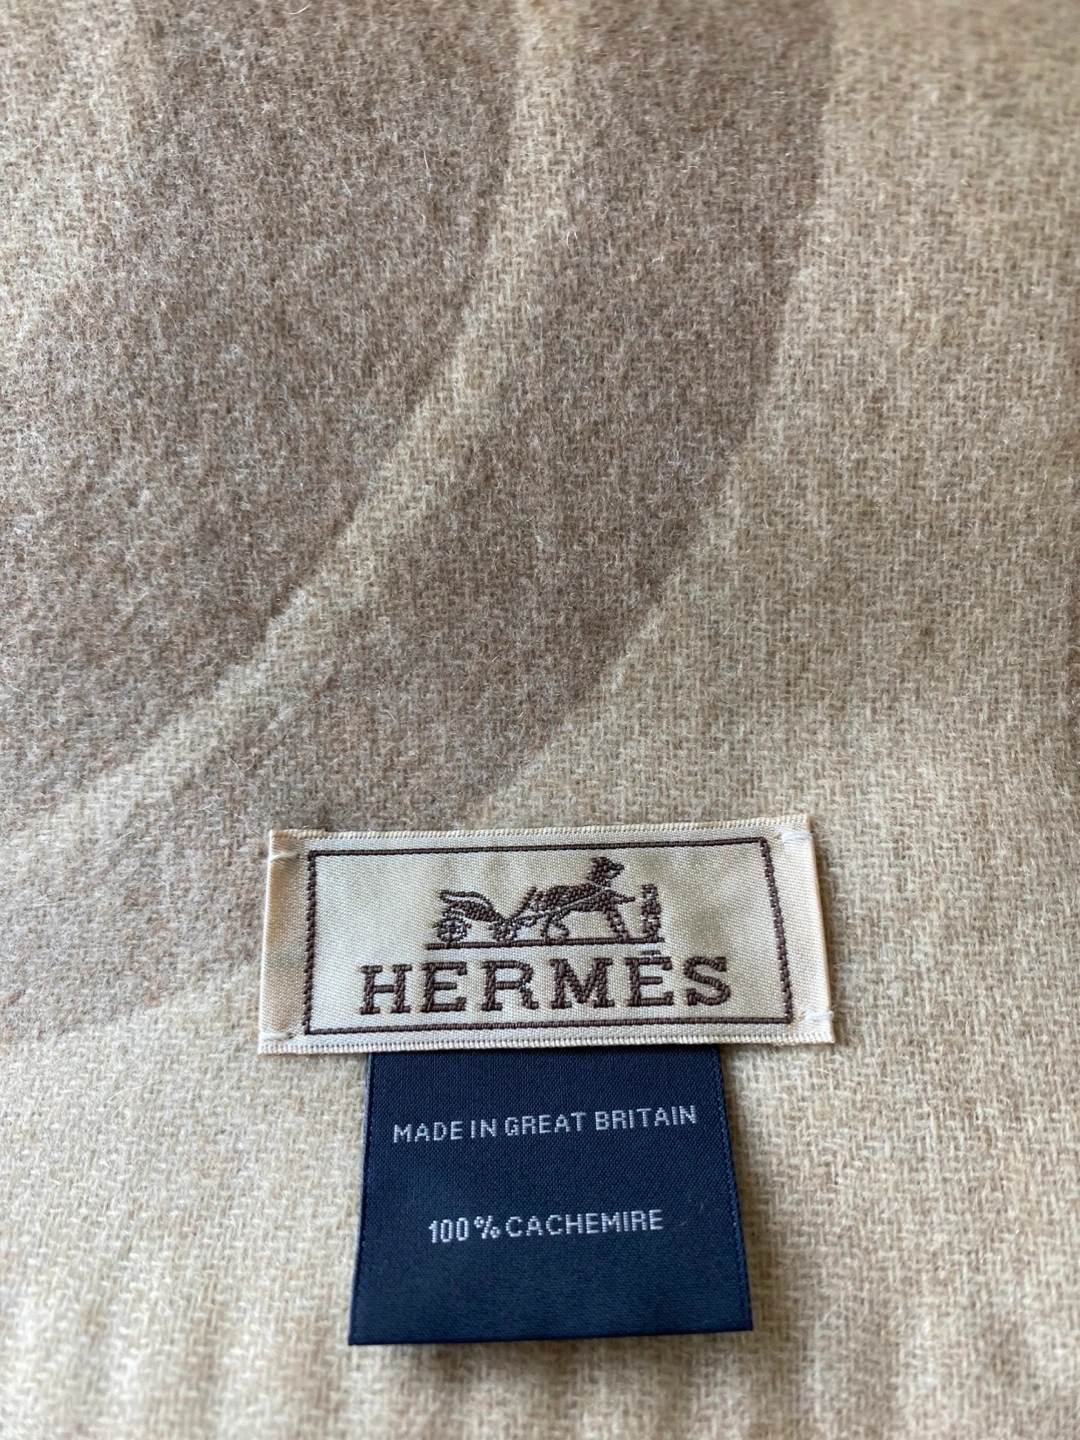 HERMÈS
MADE IN GREAT BRITAIN
100% CACHEMIRE